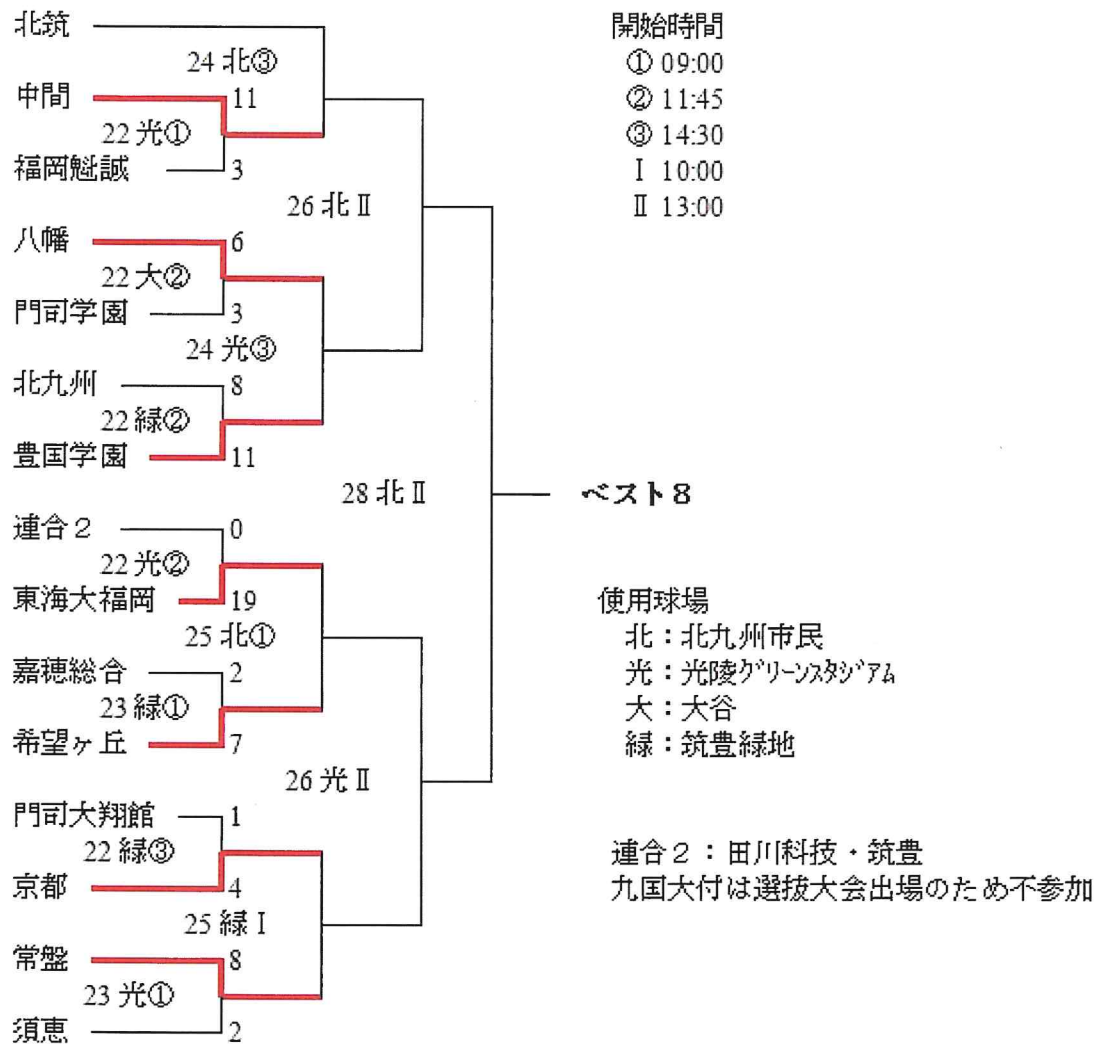 北筑
24 北③
中間
11
22 光①
福岡魁誠
3
26 北Ⅱ
八幡
6
22 大②
門司学園
3
24 光③
北九州
8
22 緑②
豊国学園
11
28 北Ⅱ
ベスト8
連合2
0
22 光②
東海大福岡
19
25 北①
嘉穂総合
2
23 緑①
希望ヶ丘
7
26 光Ⅱ
門司大翔館
1
22 緑③
京都
4
25 緑Ⅰ
常盤
8
23 光①
須恵
2
開始時間
① 09:00
② 11:45
③ 14:30
Ⅰ 10:00
Ⅱ 13:00
使用球場
北：北九州市民
光：光陵グリーンスタジアム
大：大谷
緑：筑豊緑地
連合2：田川科技・筑豊
九国大付は選抜大会出場のため不参加